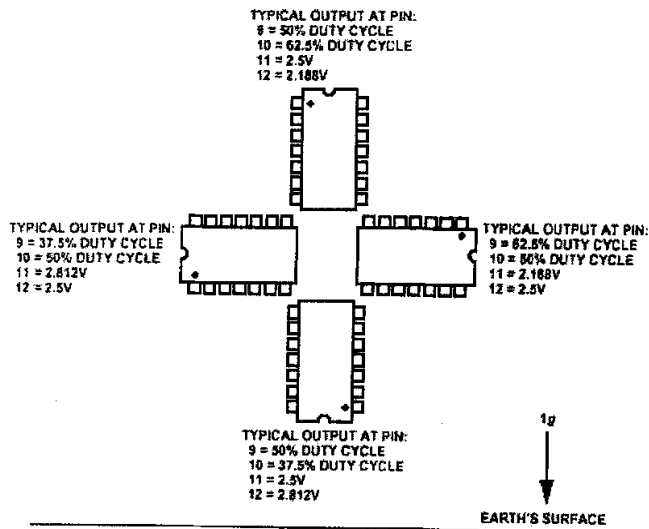 TYPICAL OUTPUT AT PIN:
9 = 50% DUTY CYCLE
10 = 62.5% DUTY CYCLE
11 = 2.5V
12 = 2.188V
TYPICAL OUTPUT AT PIN:
9 = 37.5% DUTY CYCLE
10 = 50% DUTY CYCLE
11 = 2.812V
12 = 2.5V
TYPICAL OUTPUT AT PIN:
9 = 62.5% DUTY CYCLE
10 = 50% DUTY CYCLE
11 = 2.188V
12 = 2.5V
TYPICAL OUTPUT AT PIN:
9 = 50% DUTY CYCLE
10 = 37.5% DUTY CYCLE
11 = 2.5V
12 = 2.812V
1g
EARTH'S SURFACE